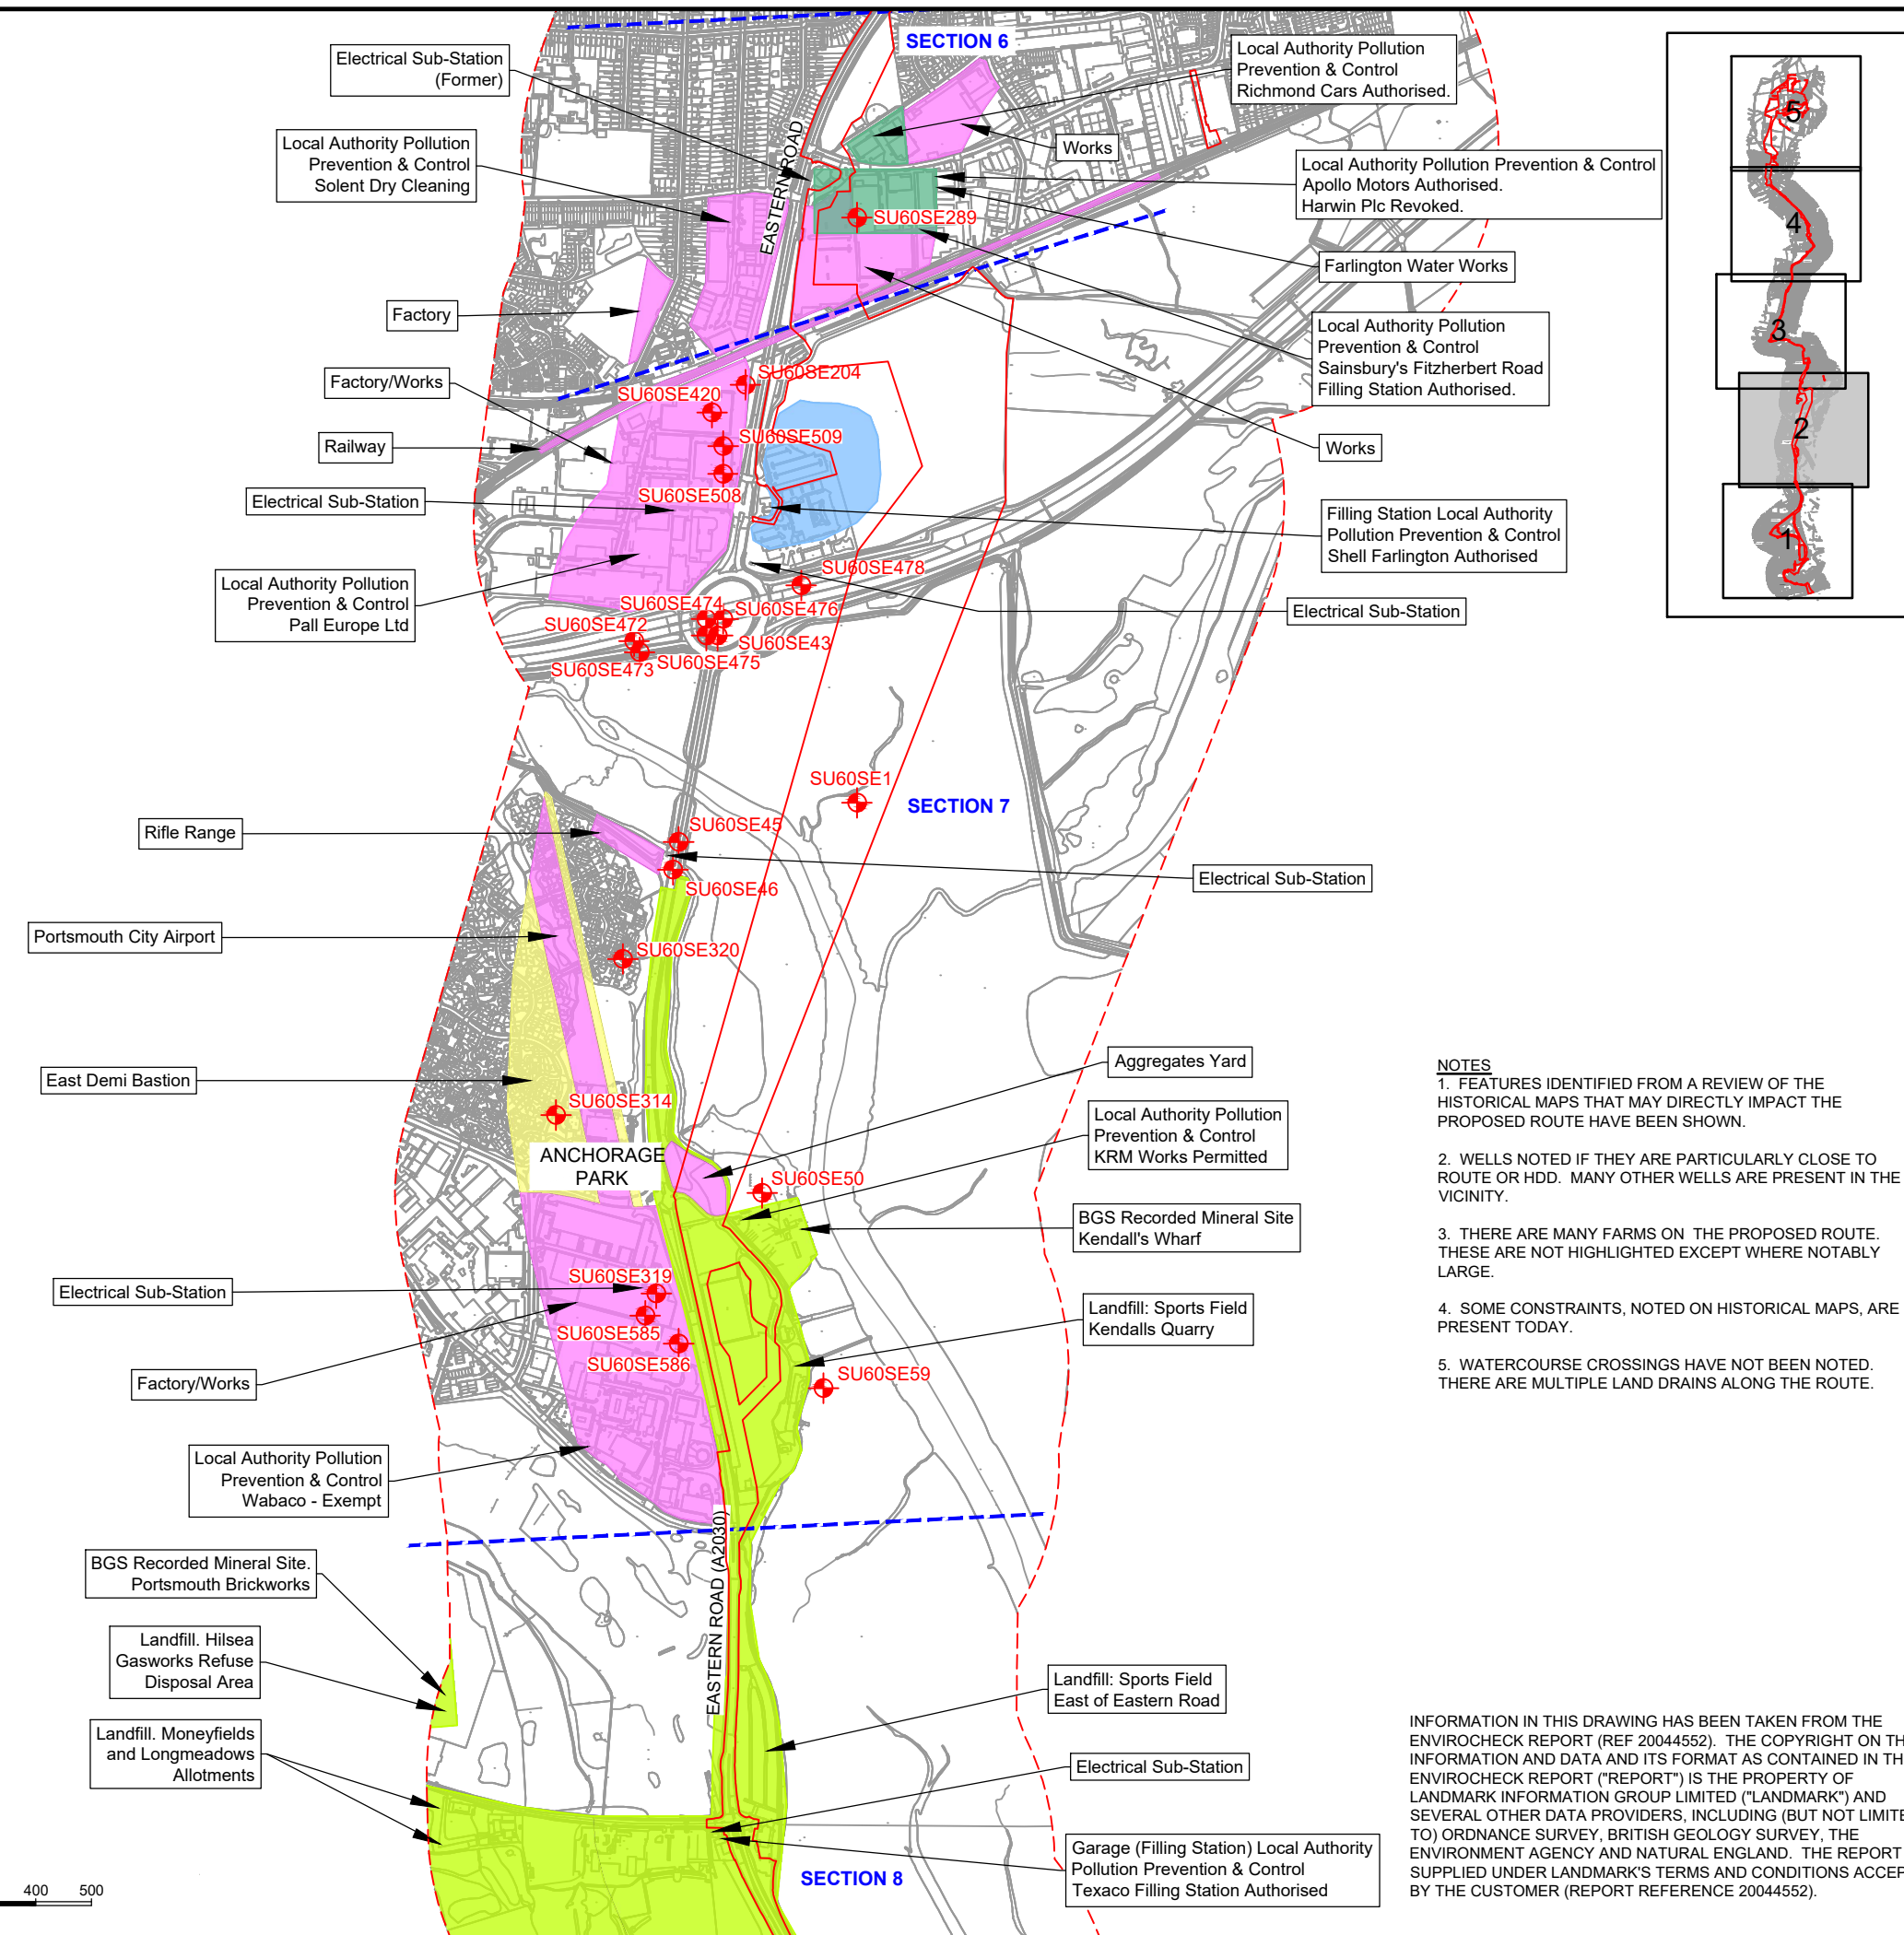 SECTION 6
Electrical Sub-Station
(Former)
Local Authority Pollution
Prevention & Control
Richmond Cars Authorised.
Works
Local Authority Pollution
Prevention & Control
Solent Dry Cleaning
EASTERN ROAD
Local Authority Pollution Prevention & Control
Apollo Motors Authorised.
Harwin Plc Revoked.
SU60SE289
Farlington Water Works
Factory
Local Authority Pollution
Prevention & Control
Sainsbury's Fitzherbert Road
Filling Station Authorised.
Factory/Works
SU60SE204
SU60SE420
SU60SE509
Railway
Works
SU60SE508
Electrical Sub-Station
Filling Station Local Authority
Pollution Prevention & Control
Shell Farlington Authorised
SU60SE478
Local Authority Pollution
Prevention & Control
Pall Europe Ltd
SU60SE474
SU60SE476
Electrical Sub-Station
SU60SE472
SU60SE43
SU60SE473
SU60SE475
5
4
3
2
1
SU60SE1
SECTION 7
Rifle Range
SU60SE45
Electrical Sub-Station
SU60SE46
Portsmouth City Airport
SU60SE320
Aggregates Yard
East Demi Bastion
SU60SE314
Local Authority Pollution
Prevention & Control
KRM Works Permitted
ANCHORAGE
PARK
SU60SE50
BGS Recorded Mineral Site
Kendall's Wharf
Electrical Sub-Station
SU60SE319
Landfill: Sports Field
Kendalls Quarry
SU60SE585
SU60SE586
SU60SE59
Factory/Works
Local Authority Pollution
Prevention & Control
Wabaco - Exempt
EASTERN ROAD (A2030)
BGS Recorded Mineral Site.
Portsmouth Brickworks
Landfill. Hilsea
Gasworks Refuse
Disposal Area
Landfill: Sports Field
East of Eastern Road
Landfill. Moneyfields
and Longmeadows
Allotments
Electrical Sub-Station
Garage (Filling Station) Local Authority
Pollution Prevention & Control
Texaco Filling Station Authorised
SECTION 8
400 500
NOTES
1. FEATURES IDENTIFIED FROM A REVIEW OF THE
HISTORICAL MAPS THAT MAY DIRECTLY IMPACT THE
PROPOSED ROUTE HAVE BEEN SHOWN.
2. WELLS NOTED IF THEY ARE PARTICULARLY CLOSE TO
ROUTE OR HDD. MANY OTHER WELLS ARE PRESENT IN THE
VICINITY.
3. THERE ARE MANY FARMS ON THE PROPOSED ROUTE.
THESE ARE NOT HIGHLIGHTED EXCEPT WHERE NOTABLY
LARGE.
4. SOME CONSTRAINTS, NOTED ON HISTORICAL MAPS, ARE
PRESENT TODAY.
5. WATERCOURSE CROSSINGS HAVE NOT BEEN NOTED.
THERE ARE MULTIPLE LAND DRAINS ALONG THE ROUTE.
INFORMATION IN THIS DRAWING HAS BEEN TAKEN FROM THE
ENVIROCHECK REPORT (REF 20044552). THE COPYRIGHT ON TH
INFORMATION AND DATA AND ITS FORMAT AS CONTAINED IN TH
ENVIROCHECK REPORT ("REPORT") IS THE PROPERTY OF
LANDMARK INFORMATION GROUP LIMITED ("LANDMARK") AND
SEVERAL OTHER DATA PROVIDERS, INCLUDING (BUT NOT LIMITE
TO) ORDNANCE SURVEY, BRITISH GEOLOGY SURVEY, THE
ENVIRONMENT AGENCY AND NATURAL ENGLAND. THE REPORT
SUPPLIED UNDER LANDMARK'S TERMS AND CONDITIONS ACCEP
BY THE CUSTOMER (REPORT REFERENCE 20044552).